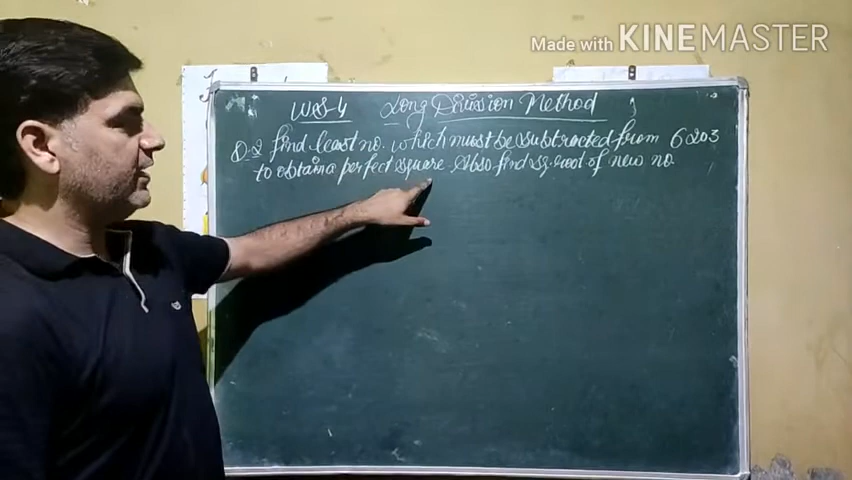 Made with KINEMASTER
W.S-4 Long Division Method
Q.2 find least no. which must be subtracted from 6203
to obtain a perfect square. Also find sq. root of new no.